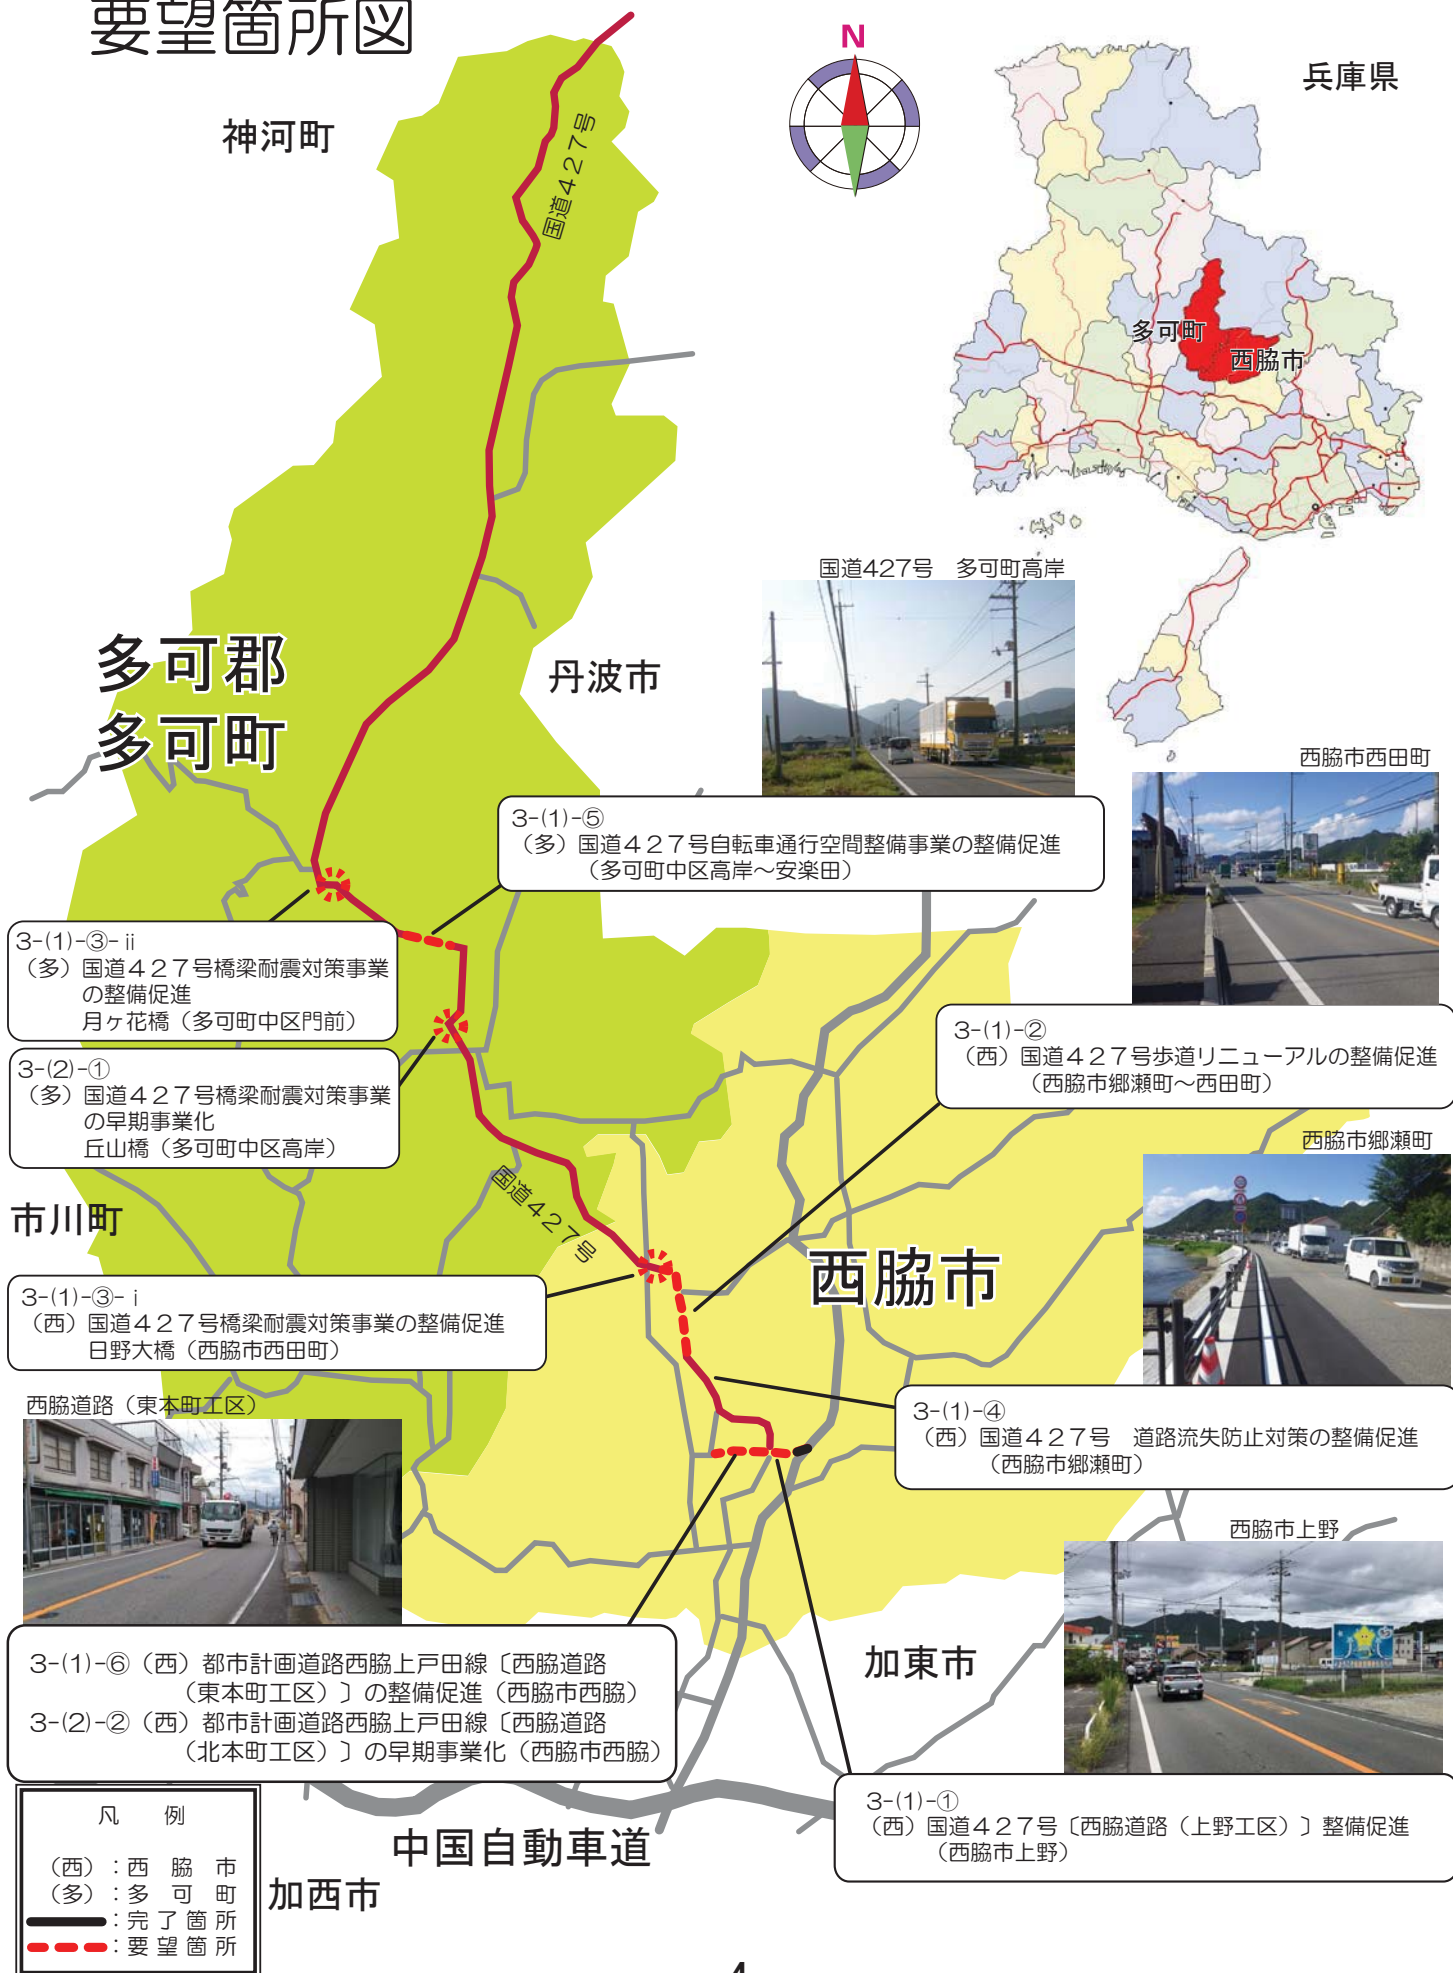 要望箇所図
神河町
国道４２７号
N
兵庫県
多可町
西脇市
国道427号　多可町高岸
多可郡
多可町
丹波市
西脇市西田町
3-(1)-⑤
（多）国道４２７号自転車通行空間整備事業の整備促進
（多可町中区高岸～安楽田）
3-(1)-③-ⅱ
（多）国道４２７号橋梁耐震対策事業
の整備促進
月ヶ花橋（多可町中区門前）
3-(1)-②
（西）国道４２７号歩道リニューアルの整備促進
（西脇市郷瀬町～西田町）
3-(2)-①
（多）国道４２７号橋梁耐震対策事業
の早期事業化
丘山橋（多可町中区高岸）
西脇市郷瀬町
国道４２７号
市川町
西脇市
3-(1)-③-ⅰ
（西）国道４２７号橋梁耐震対策事業の整備促進
日野大橋（西脇市西田町）
西脇道路（東本町工区）
3-(1)-④
（西）国道４２７号　道路流失防止対策の整備促進
（西脇市郷瀬町）
西脇市上野
3-(1)-⑥（西）都市計画道路西脇上戸田線〔西脇道路
（東本町工区）〕の整備促進（西脇市西脇）
3-(2)-②（西）都市計画道路西脇上戸田線〔西脇道路
（北本町工区）〕の早期事業化（西脇市西脇）
加東市
3-(1)-①
（西）国道４２７号〔西脇道路（上野工区）〕整備促進
（西脇市上野）
凡　例
（西）：西　脇　市
（多）：多　可　町
：完了箇所
：要望箇所
中国自動車道
加西市
4